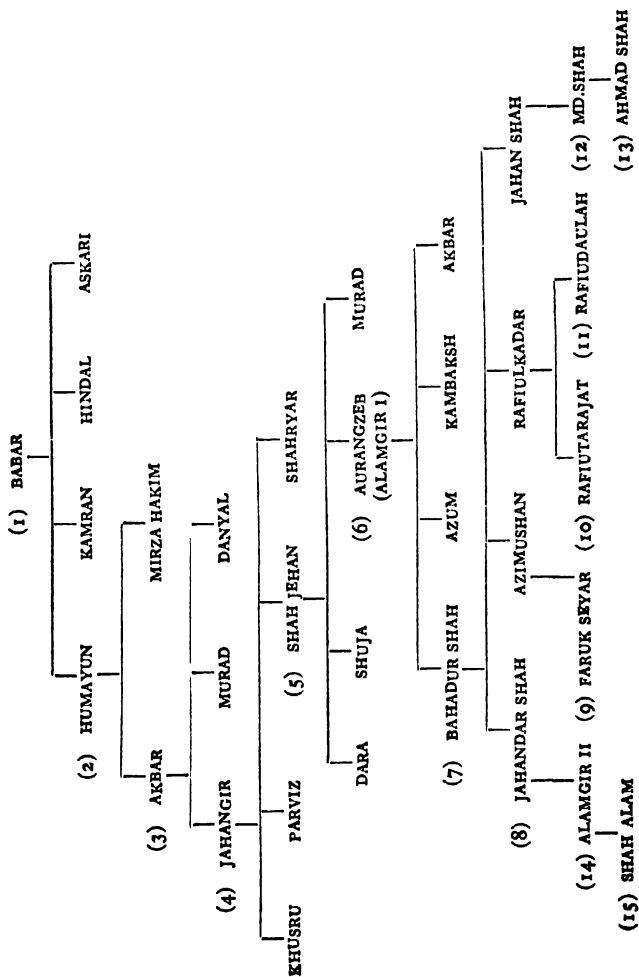 (1) BABAR
(2) HUMAYUN KAMRAN HINDAL ASKARI
(3) AKBAR MIRZA HAKIM
(4) JAHANGIR MURAD DANYAL
KHUSRU PARVIZ (5) SHAH JEHAN SHAHRYAR
DARA SHUJA (6) AURANGZEB MURAD
(ALAMGIR I)
(7) BAHADUR SHAH AZUM KAMBAKSH AKBAR
(8) JAHANDAR SHAH AZIMUSHAN RAFIULKADAR JAHAN SHAH
(14) ALAMGIR II (9) FARUK SEYAR (10) RAFIUTARAJAT (11) RAFIUDAULAH (12) MD.SHAH
(15) SHAH ALAM (13) AHMAD SHAH